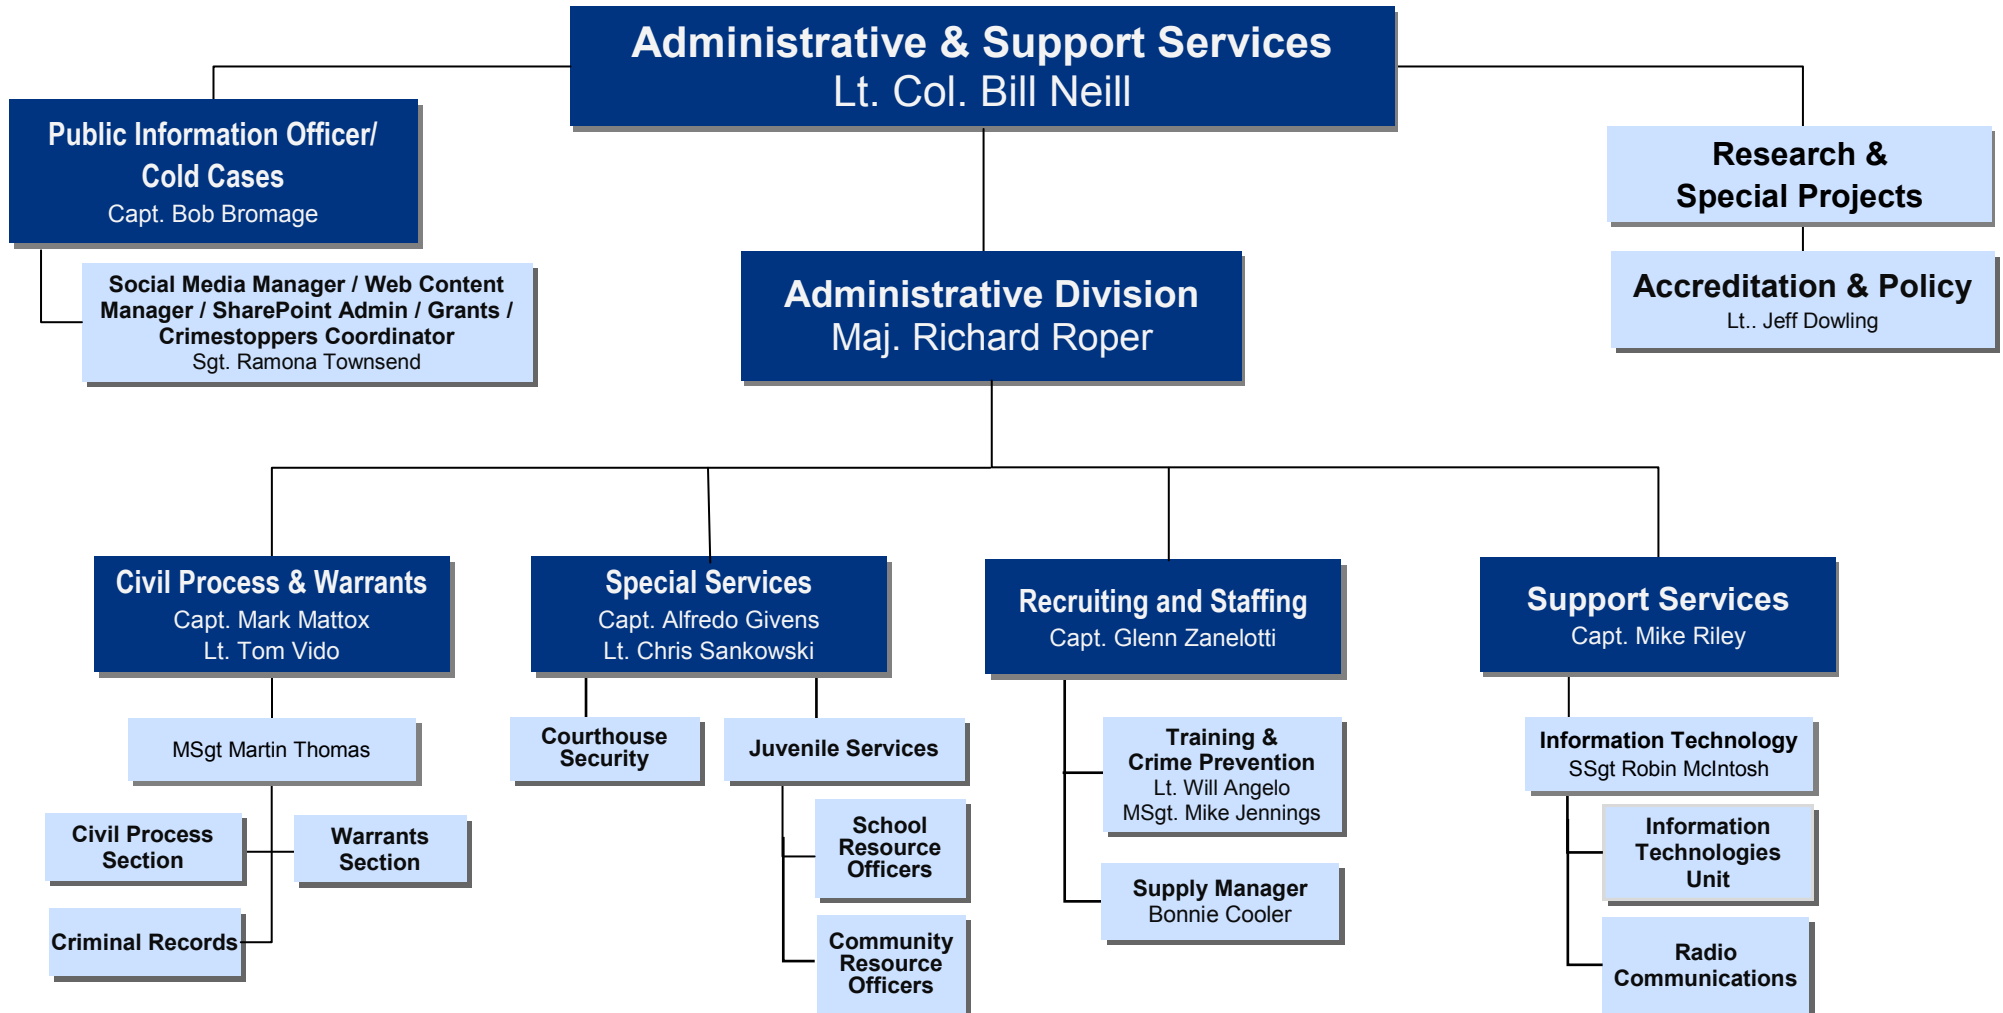 Administrative & Support Services
Lt. Col. Bill Neill
Public Information Officer/
Cold Cases
Capt. Bob Bromage
Social Media Manager / Web Content
Manager / SharePoint Admin / Grants /
Crimestoppers Coordinator
Sgt. Ramona Townsend
Administrative Division
Maj. Richard Roper
Research &
Special Projects
Accreditation & Policy
Lt.. Jeff Dowling
Civil Process & Warrants
Capt. Mark Mattox
Lt. Tom Vido
MSgt Martin Thomas
Civil Process
Section
Warrants
Section
Criminal Records
Special Services
Capt. Alfredo Givens
Lt. Chris Sankowski
Courthouse
Security
Juvenile Services
School
Resource
Officers
Community
Resource
Officers
Recruiting and Staffing
Capt. Glenn Zanelotti
Training &
Crime Prevention
Lt. Will Angelo
MSgt. Mike Jennings
Supply Manager
Bonnie Cooler
Support Services
Capt. Mike Riley
Information Technology
SSgt Robin McIntosh
Information
Technologies
Unit
Radio
Communications